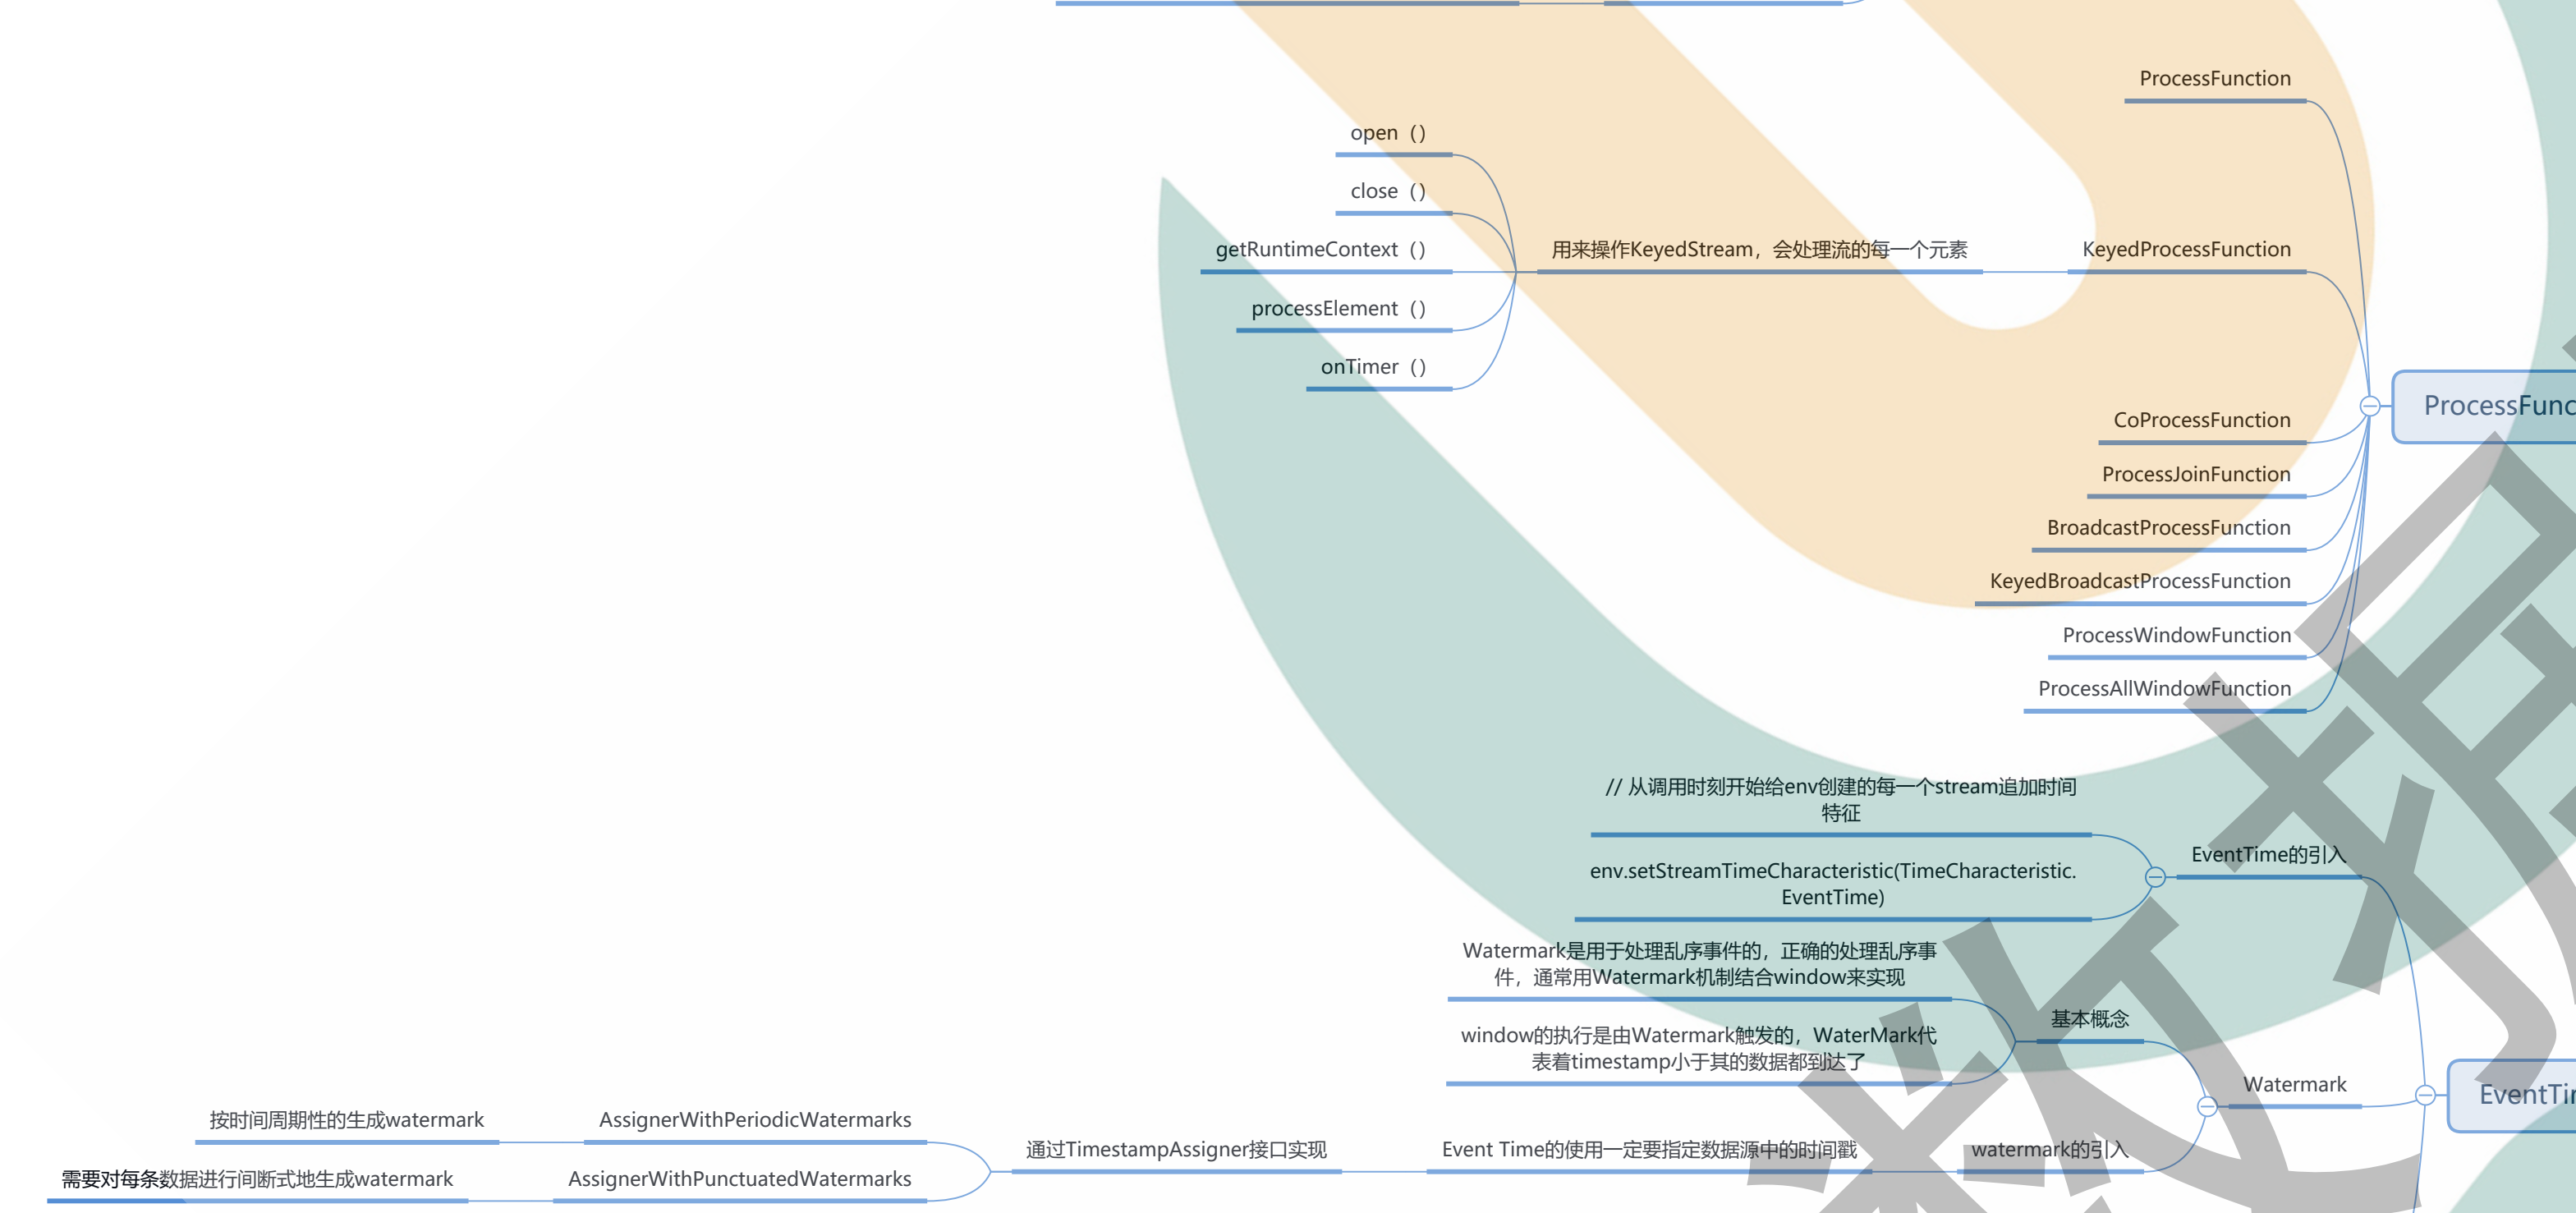 ProcessFunction
open（）
close（）
getRuntimeContext（）
用来操作KeyedStream，会处理流的每一个元素
KeyedProcessFunction
processElement（）
onTimer（）
ProcessFunc
CoProcessFunction
ProcessJoinFunction
BroadcastProcessFunction
KeyedBroadcastProcessFunction
ProcessWindowFunction
ProcessAllWindowFunction
// 从调用时刻开始给env创建的每一个stream追加时间
特征
EventTime的引入
env.setStreamTimeCharacteristic(TimeCharacteristic.
EventTime)
Watermark是用于处理乱序事件的，正确的处理乱序事
件，通常用Watermark机制结合window来实现
基本概念
window的执行是由Watermark触发的，WaterMark代
表着timestamp小于其的数据都到达了
Watermark
EventTi
按时间周期性的生成watermark
AssignerWithPeriodicWatermarks
通过TimestampAssigner接口实现
Event Time的使用一定要指定数据源中的时间戳
watermark的引入
需要对每条数据进行间断式地生成watermark
AssignerWithPunctuatedWatermarks